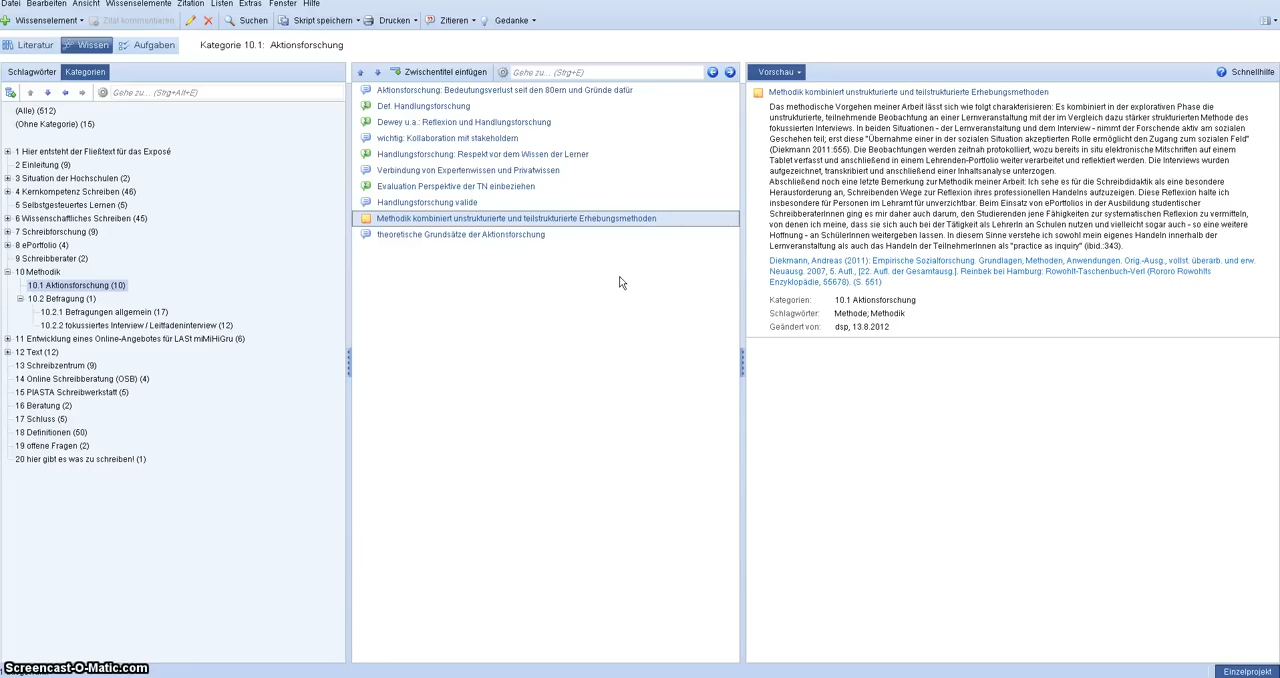 Datei Bearbeiten Ansicht Wissenselemente Zitation Listen Extras Fenster Hilfe
Wissenselement Zitat kommentieren Suchen Skript speichern Drucken Zitieren Gedanke
Literatur Wissen Aufgaben Kategorie 10.1: Aktionsforschung
Schlagwörter Kategorien
Gehe zu... (Strg+Alt+E)
(Alle) (512)
(Ohne Kategorie) (15)
1 Hier entsteht der Fließtext für das Exposé
2 Einleitung (9)
3 Situation der Hochschulen (2)
4 Kernkompetenz Schreiben (46)
5 Selbstgesteuertes Lernen (5)
6 Wissenschaftliches Schreiben (45)
7 Schreibforschung (9)
8 ePortfolio (4)
9 Schreibberater (2)
10 Methodik
10.1 Aktionsforschung (10)
10.2 Befragung (1)
10.2.1 Befragungen allgemein (17)
10.2.2 fokussiertes Interview / Leitfadeninterview (12)
11 Entwicklung eines Online-Angebotes für LASt miMiHiGru (6)
12 Text (12)
13 Schreibzentrum (9)
14 Online Schreibberatung (OSB) (4)
15 PIASTA Schreibwerkstatt (5)
16 Beratung (2)
17 Schluss (5)
18 Definitionen (50)
19 offene Fragen (2)
20 hier gibt es was zu schreiben! (1)
Zwischentitel einfügen Gehe zu... (Strg+E)
Aktionsforschung: Bedeutungsverlust seit den 80ern und Gründe dafür
Def. Handlungsforschung
Dewey u.a.: Reflexion und Handlungsforschung
wichtig: Kollaboration mit stakeholdern
Handlungsforschung: Respekt vor dem Wissen der Lerner
Verbindung von Expertenwissen und Privatwissen
Evaluation Perspektive der TN einbeziehen
Handlungsforschung valide
Methodik kombiniert unstrukturierte und teilstrukturierte Erhebungsmethoden
theoretische Grundsätze der Aktionsforschung
Vorschau Schnellhilfe
Methodik kombiniert unstrukturierte und teilstrukturierte Erhebungsmethoden
Das methodische Vorgehen meiner Arbeit lässt sich wie folgt charakterisieren: Es kombiniert in der explorativen Phase die
unstrukturierte, teilnehmende Beobachtung an einer Lernveranstaltung mit der im Vergleich dazu stärker strukturierten Methode des
fokussierten Interviews. In beiden Situationen - der Lernveranstaltung und dem Interview - nimmt der Forschende aktiv am sozialen
Geschehen teil; erst diese "Übernahme einer in der sozialen Situation akzeptierten Rolle ermöglicht den Zugang zum sozialen Feld"
(Diekmann 2011:555). Die Beobachtungen werden zeitnah protokolliert, wozu bereits in situ elektronische Mitschriften auf einem
Tablet verfasst und anschließend in einem Lehrenden-Portfolio weiter verarbeitet und reflektiert werden. Die Interviews wurden
aufgezeichnet, transkribiert und anschließend einer Inhaltsanalyse unterzogen.
Abschließend noch eine letzte Bemerkung zur Methodik meiner Arbeit: Ich sehe es für die Schreibdidaktik als eine besondere
Herausforderung an, Schreibenden Wege zur Reflexion ihres professionellen Handelns aufzuzeigen. Diese Reflexion halte ich
insbesondere für Personen im Lehramt für unverzichtbar. Beim Einsatz von ePortfolios in der Ausbildung studentischer
SchreibberaterInnen ging es mir daher auch darum, den Studierenden jene Fähigkeiten zur systematischen Reflexion zu vermitteln,
von denen ich meine, dass sie sich auch bei der Tätigkeit als LehrerIn an Schulen nutzen und vielleicht sogar auch - so eine weitere
Hoffnung - an SchülerInnen weitergeben lassen. In diesem Sinne verstehe ich sowohl mein eigenes Handeln innerhalb der
Lernveranstaltung als auch das Handeln der TeilnehmerInnen als "practice as inquiry" (ibid.:343).
Diekmann, Andreas (2011): Empirische Sozialforschung. Grundlagen, Methoden, Anwendungen. Orig.-Ausg., vollst. überarb. und erw.
Neuausg. 2007, 5. Aufl., [22. Aufl. der Gesamtausg.]. Reinbek bei Hamburg: Rowohlt-Taschenbuch-Verl (Rororo Rowohlts
Enzyklopädie, 55678). (S. 551)
Kategorien: 10.1 Aktionsforschung
Schlagwörter: Methode; Methodik
Geändert von: dsp, 13.8.2012
Screencast-O-Matic.com
Einzelprojekt